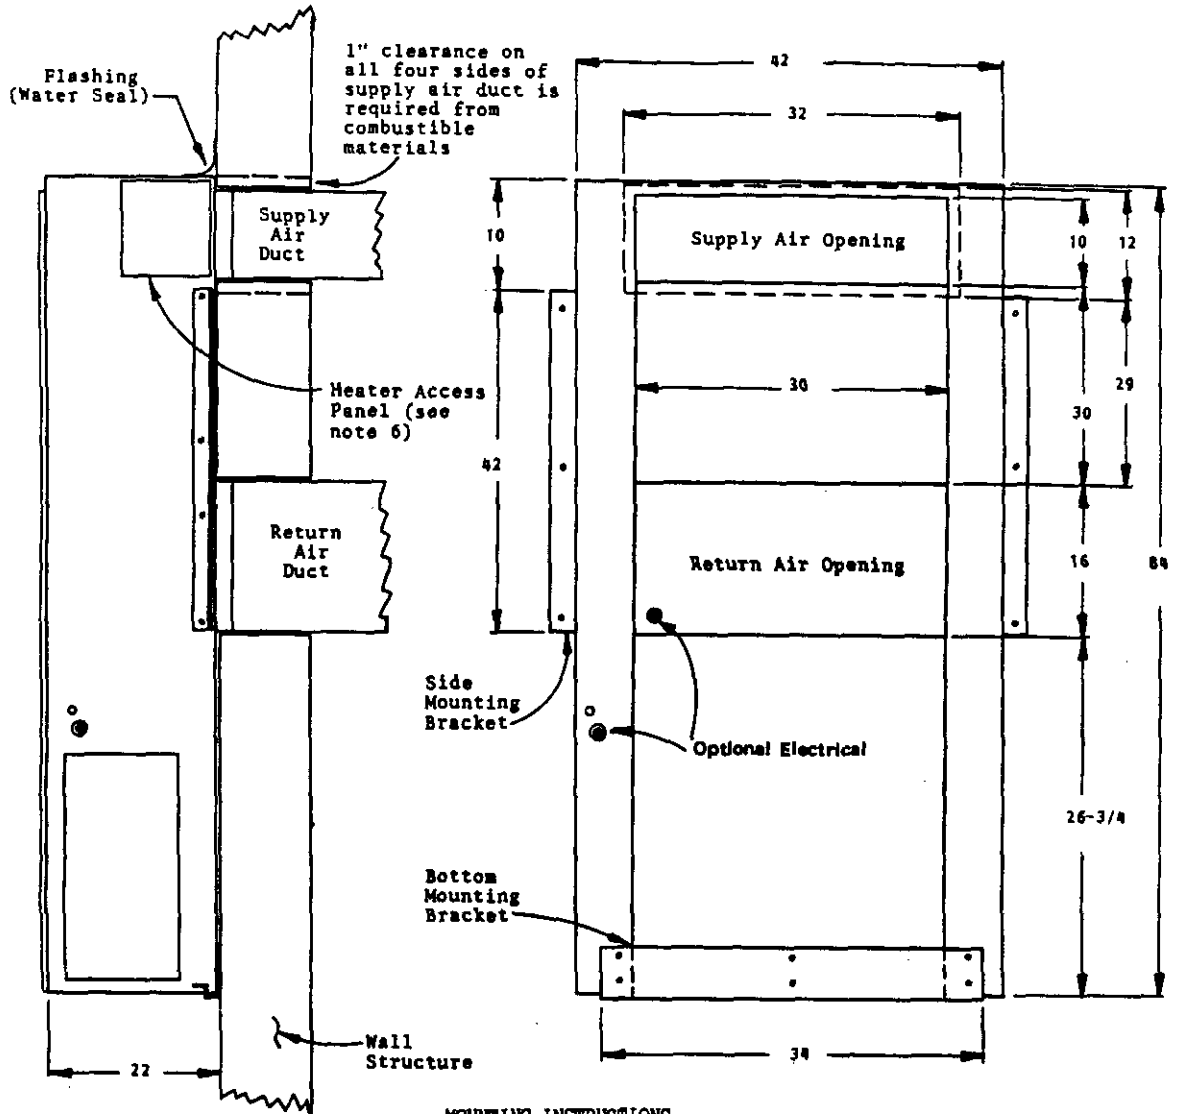 Flashing
(Water Seal)
1" clearance on
all four sides of
supply air duct is
required from
combustible
materials
42
32
Supply
Air
Duct
10
Supply Air Opening
10
12
Heater Access
Panel (see
note 6)
30
29
30
42
Return
Air
Duct
Return Air Opening
16
84
Side
Mounting
Bracket
Optional Electrical
26-3/4
Bottom
Mounting
Bracket
Wall
Structure
22
34
MOUNTING INSTRUCTIONS